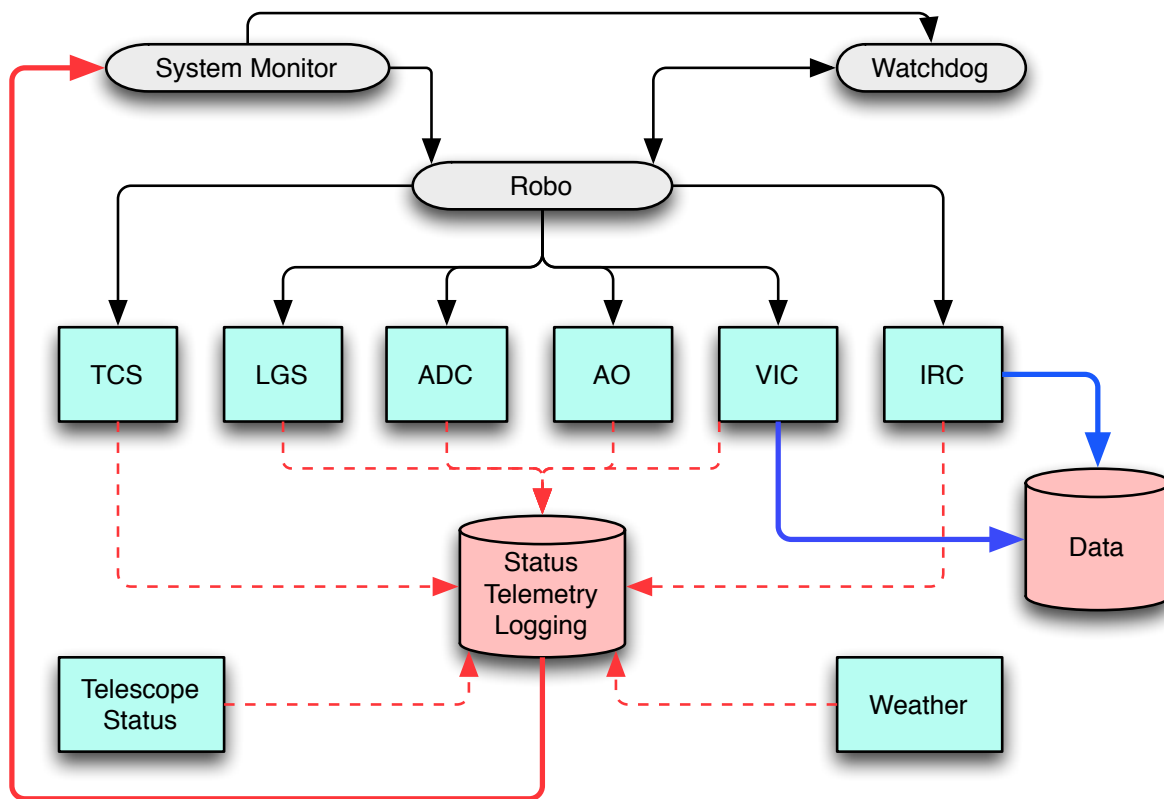 System Monitor
Watchdog
Robo
TCS
LGS
ADC
AO
VIC
IRC
Status
Telemetry
Logging
Data
Telescope
Status
Weather